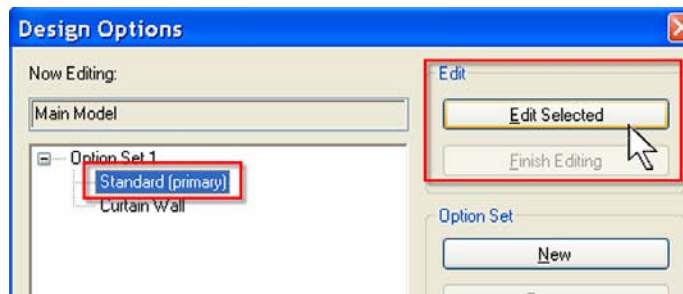 Design Options
Now Editing:
Main Model
Option Set 1
Standard (primary)
Curtain Wall
Edit
Edit Selected
Finish Editing
Option Set
New